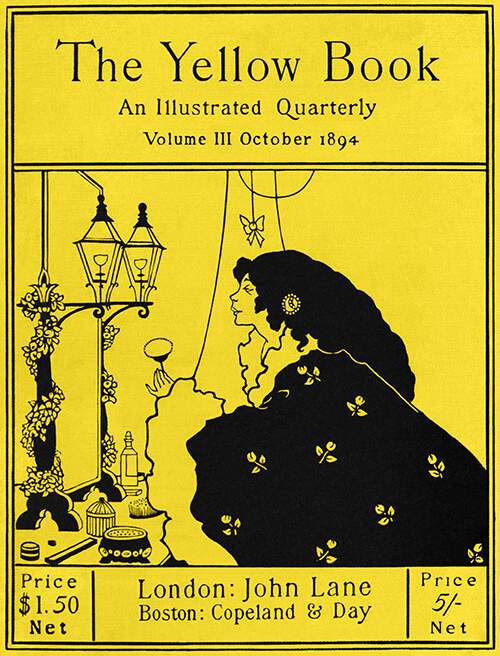 The Yellow Book
An Illustrated Quarterly
Volume III October 1894
Price
$1.50
Net
London: John Lane
Boston: Copeland & Day
Price
5/-
Net